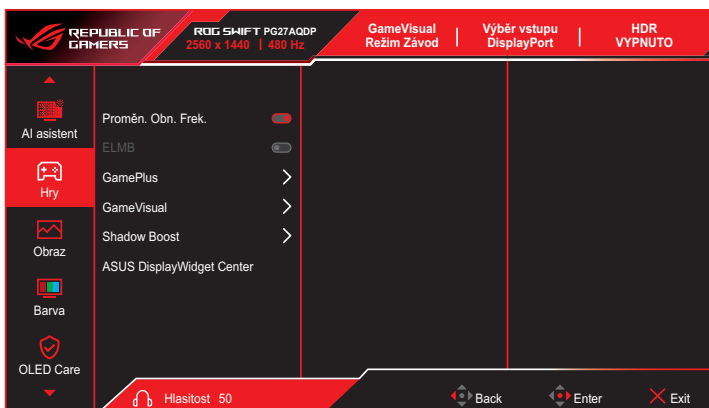 REPUBLIC OF
GAMERS
ROG SWIFT PG27AQDP
2560 x 1440 | 480 Hz
GameVisual
Režim Závod
Výběr vstupu
DisplayPort
HDR
VYPNUTO
AI asistent
Hry
Obraz
Barva
OLED Care
Proměn. Obn. Frek.
ELMB
GamePlus
GameVisual
Shadow Boost
ASUS DisplayWidget Center
Hlasitost 50
Back
Enter
Exit